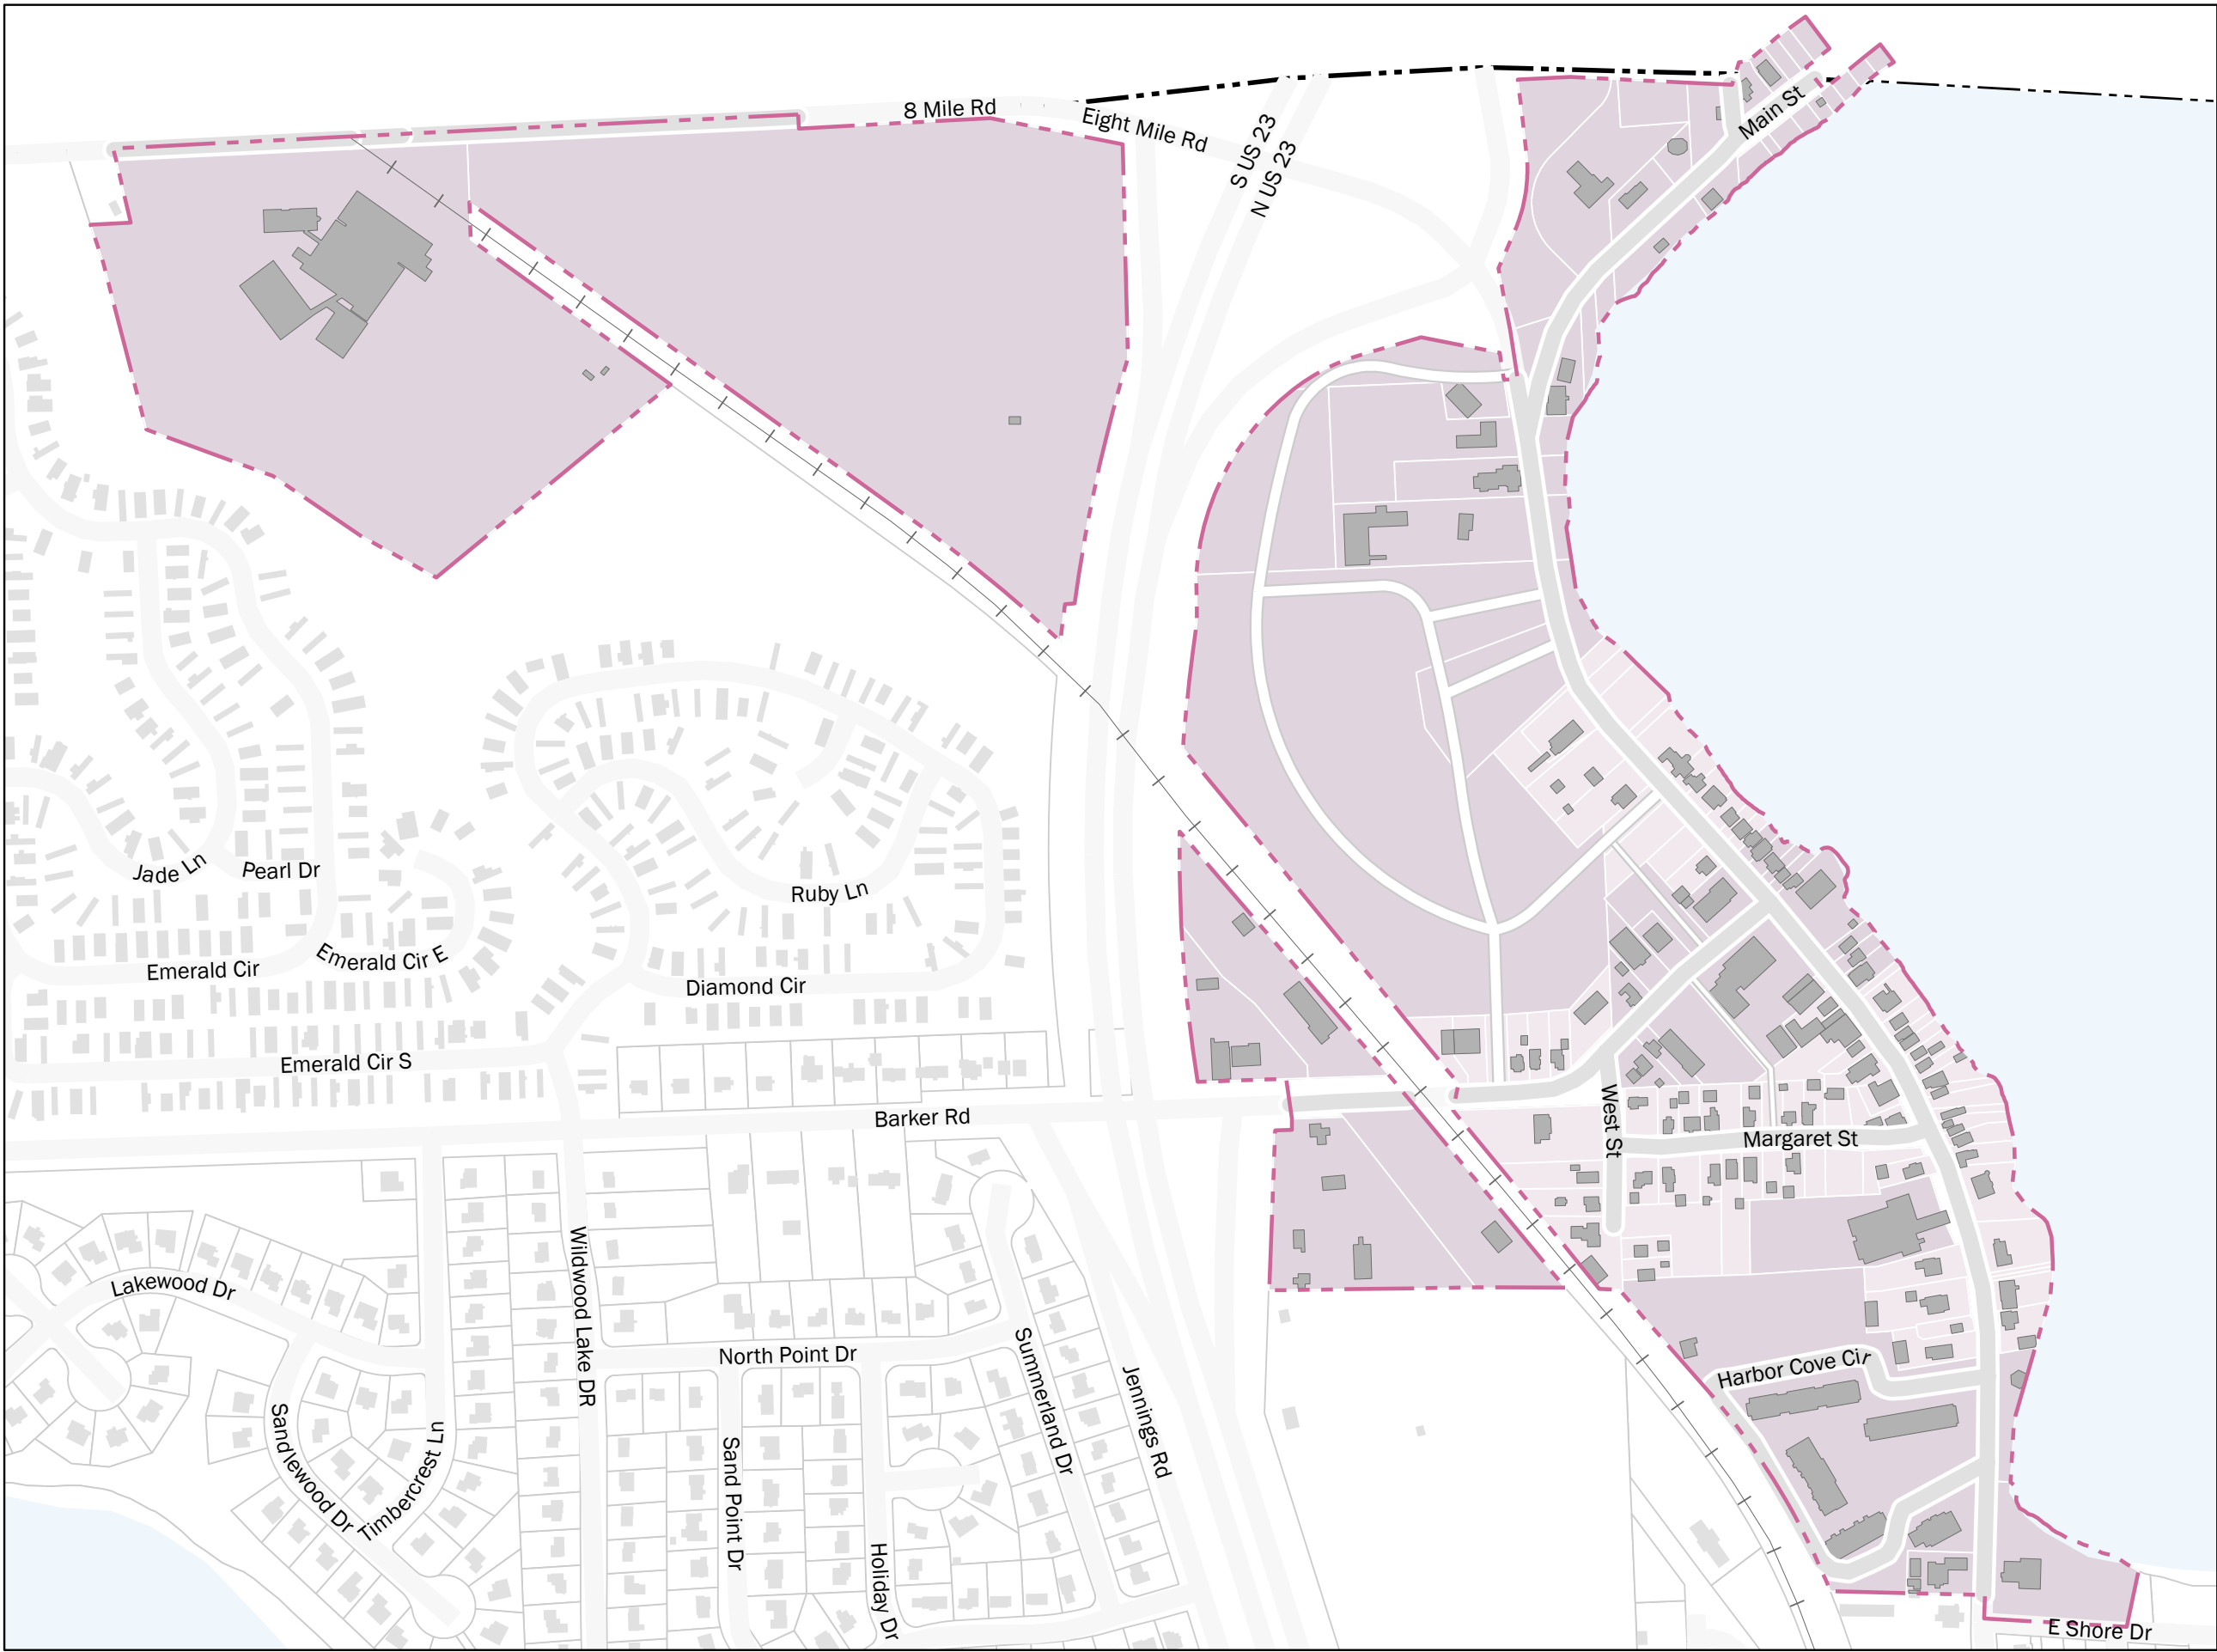 8 Mile Rd
Eight Mile Rd
S US 23
N US 23
Main St
Jade Ln
Pearl Dr
Ruby Ln
Emerald Cir
Emerald Cir E
Diamond Cir
Emerald Cir S
Barker Rd
West St
Margaret St
Lakewood Dr
Wildwood Lake DR
North Point Dr
Summerland Dr
Jennings Rd
Harbor Cove Cir
Sandlewood Dr
Timbercrest Ln
Sand Point Dr
Holiday Dr
E Shore Dr